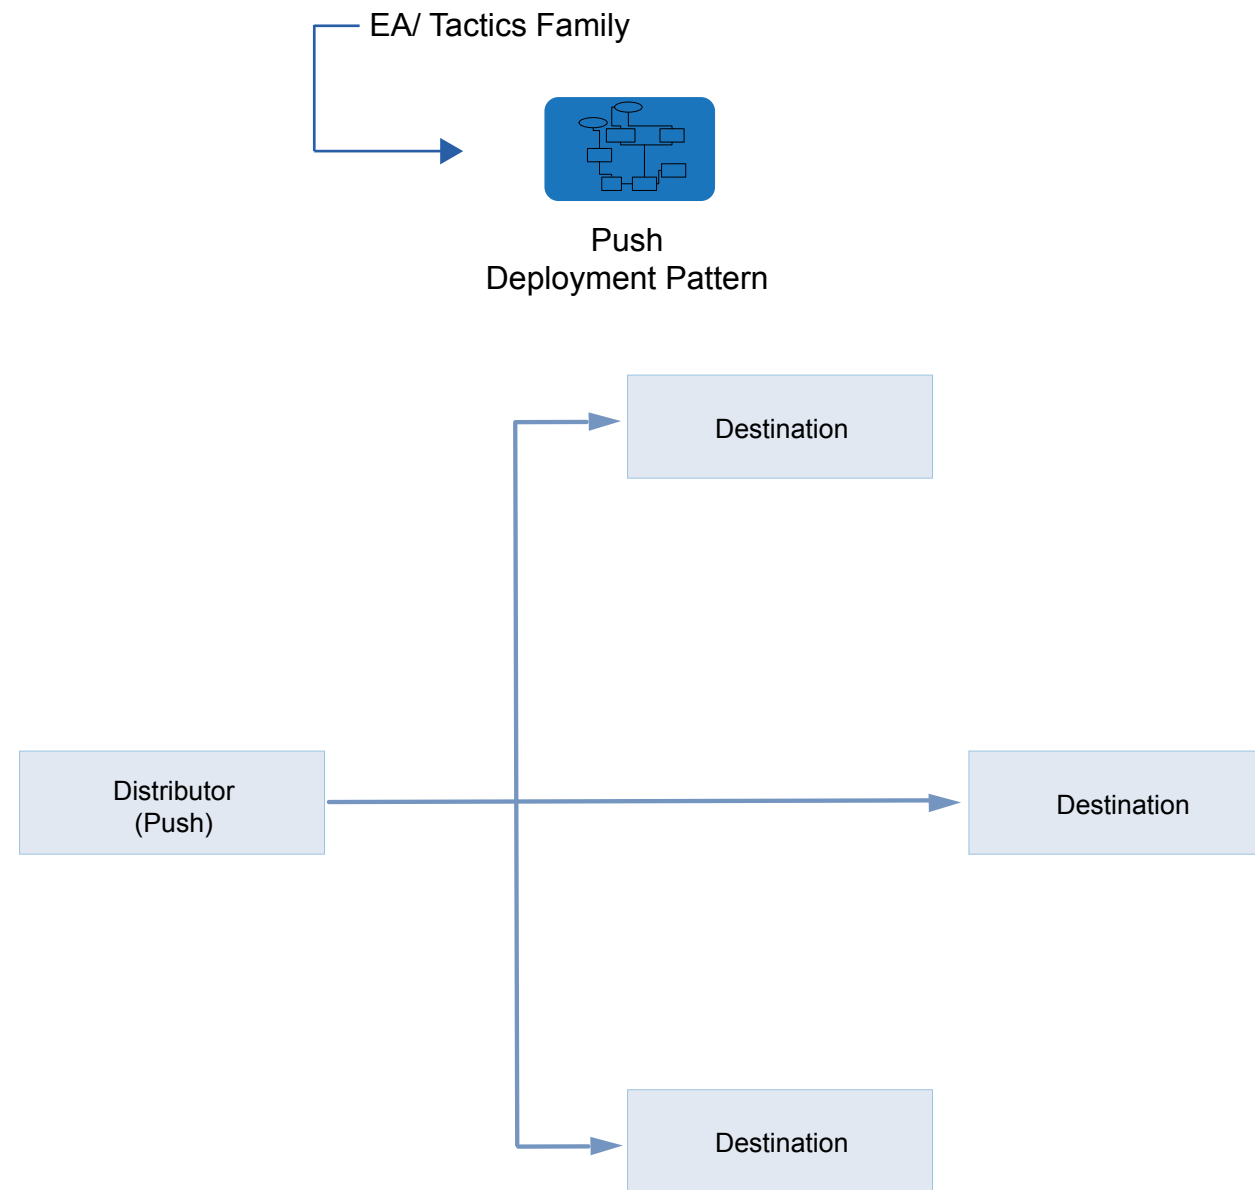 EA/ Tactics Family
Push
Deployment Pattern
Destination
Distributor
(Push)
Destination
Destination